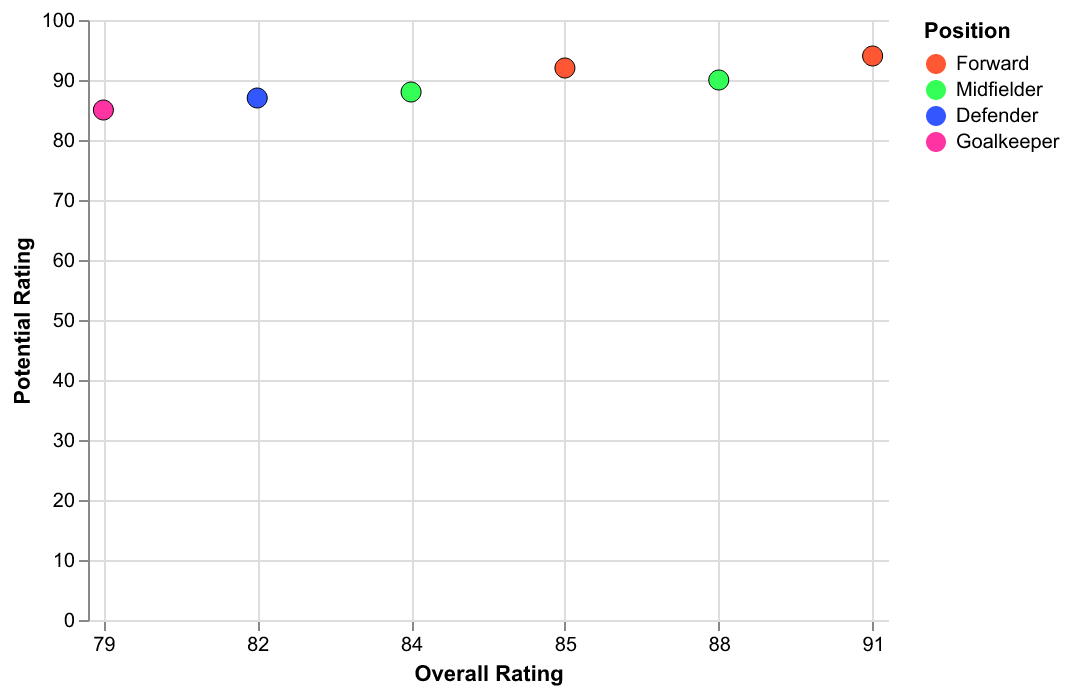 Position
Forward
Midfielder
Defender
Goalkeeper
Potential Rating
100
90
80
70
60
50
40
30
20
10
0
79 82 84 85 88 91
Overall Rating